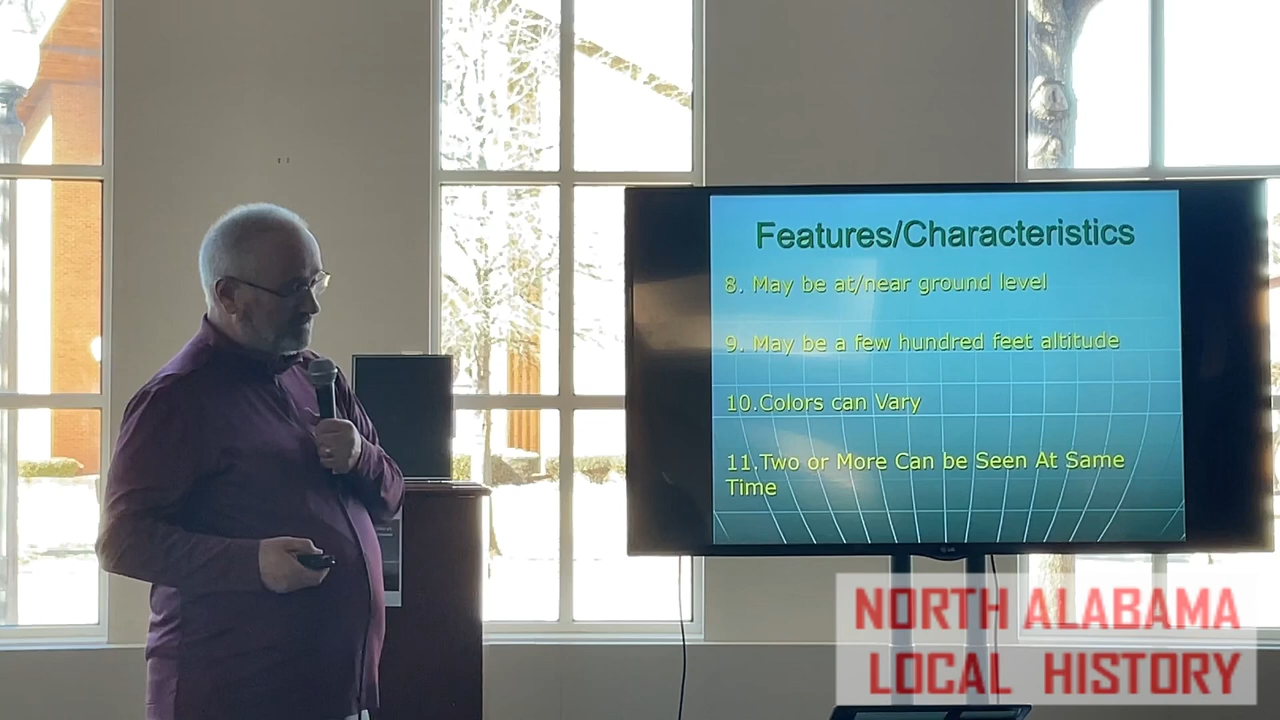 Features/Characteristics
8. May be at/near ground level
9. May be a few hundred feet altitude
10.Colors can Vary
11.Two or More Can be Seen At Same
Time
NORTH ALABAMA
LOCAL HISTORY